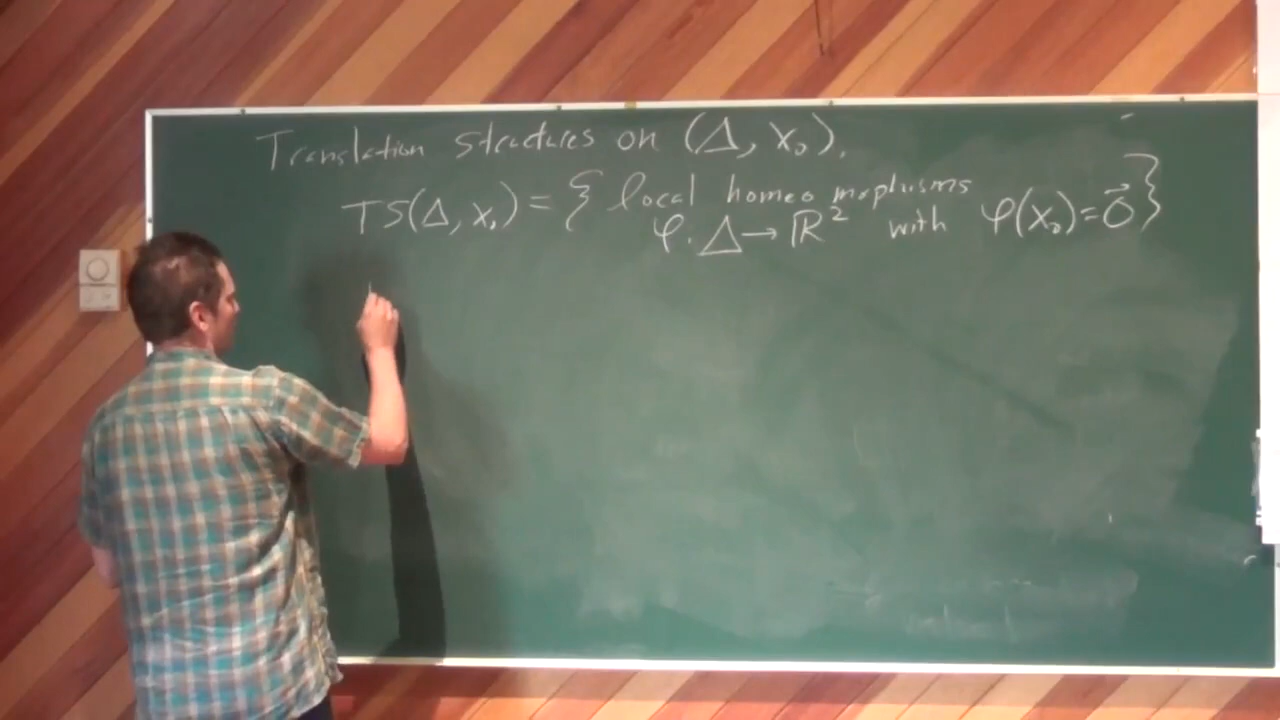 Translation structures on (Δ, x₀).
TS(Δ, x₀) = { local homeomorphisms
φ: Δ → ℝ² with φ(x₀) = 0⃗ }